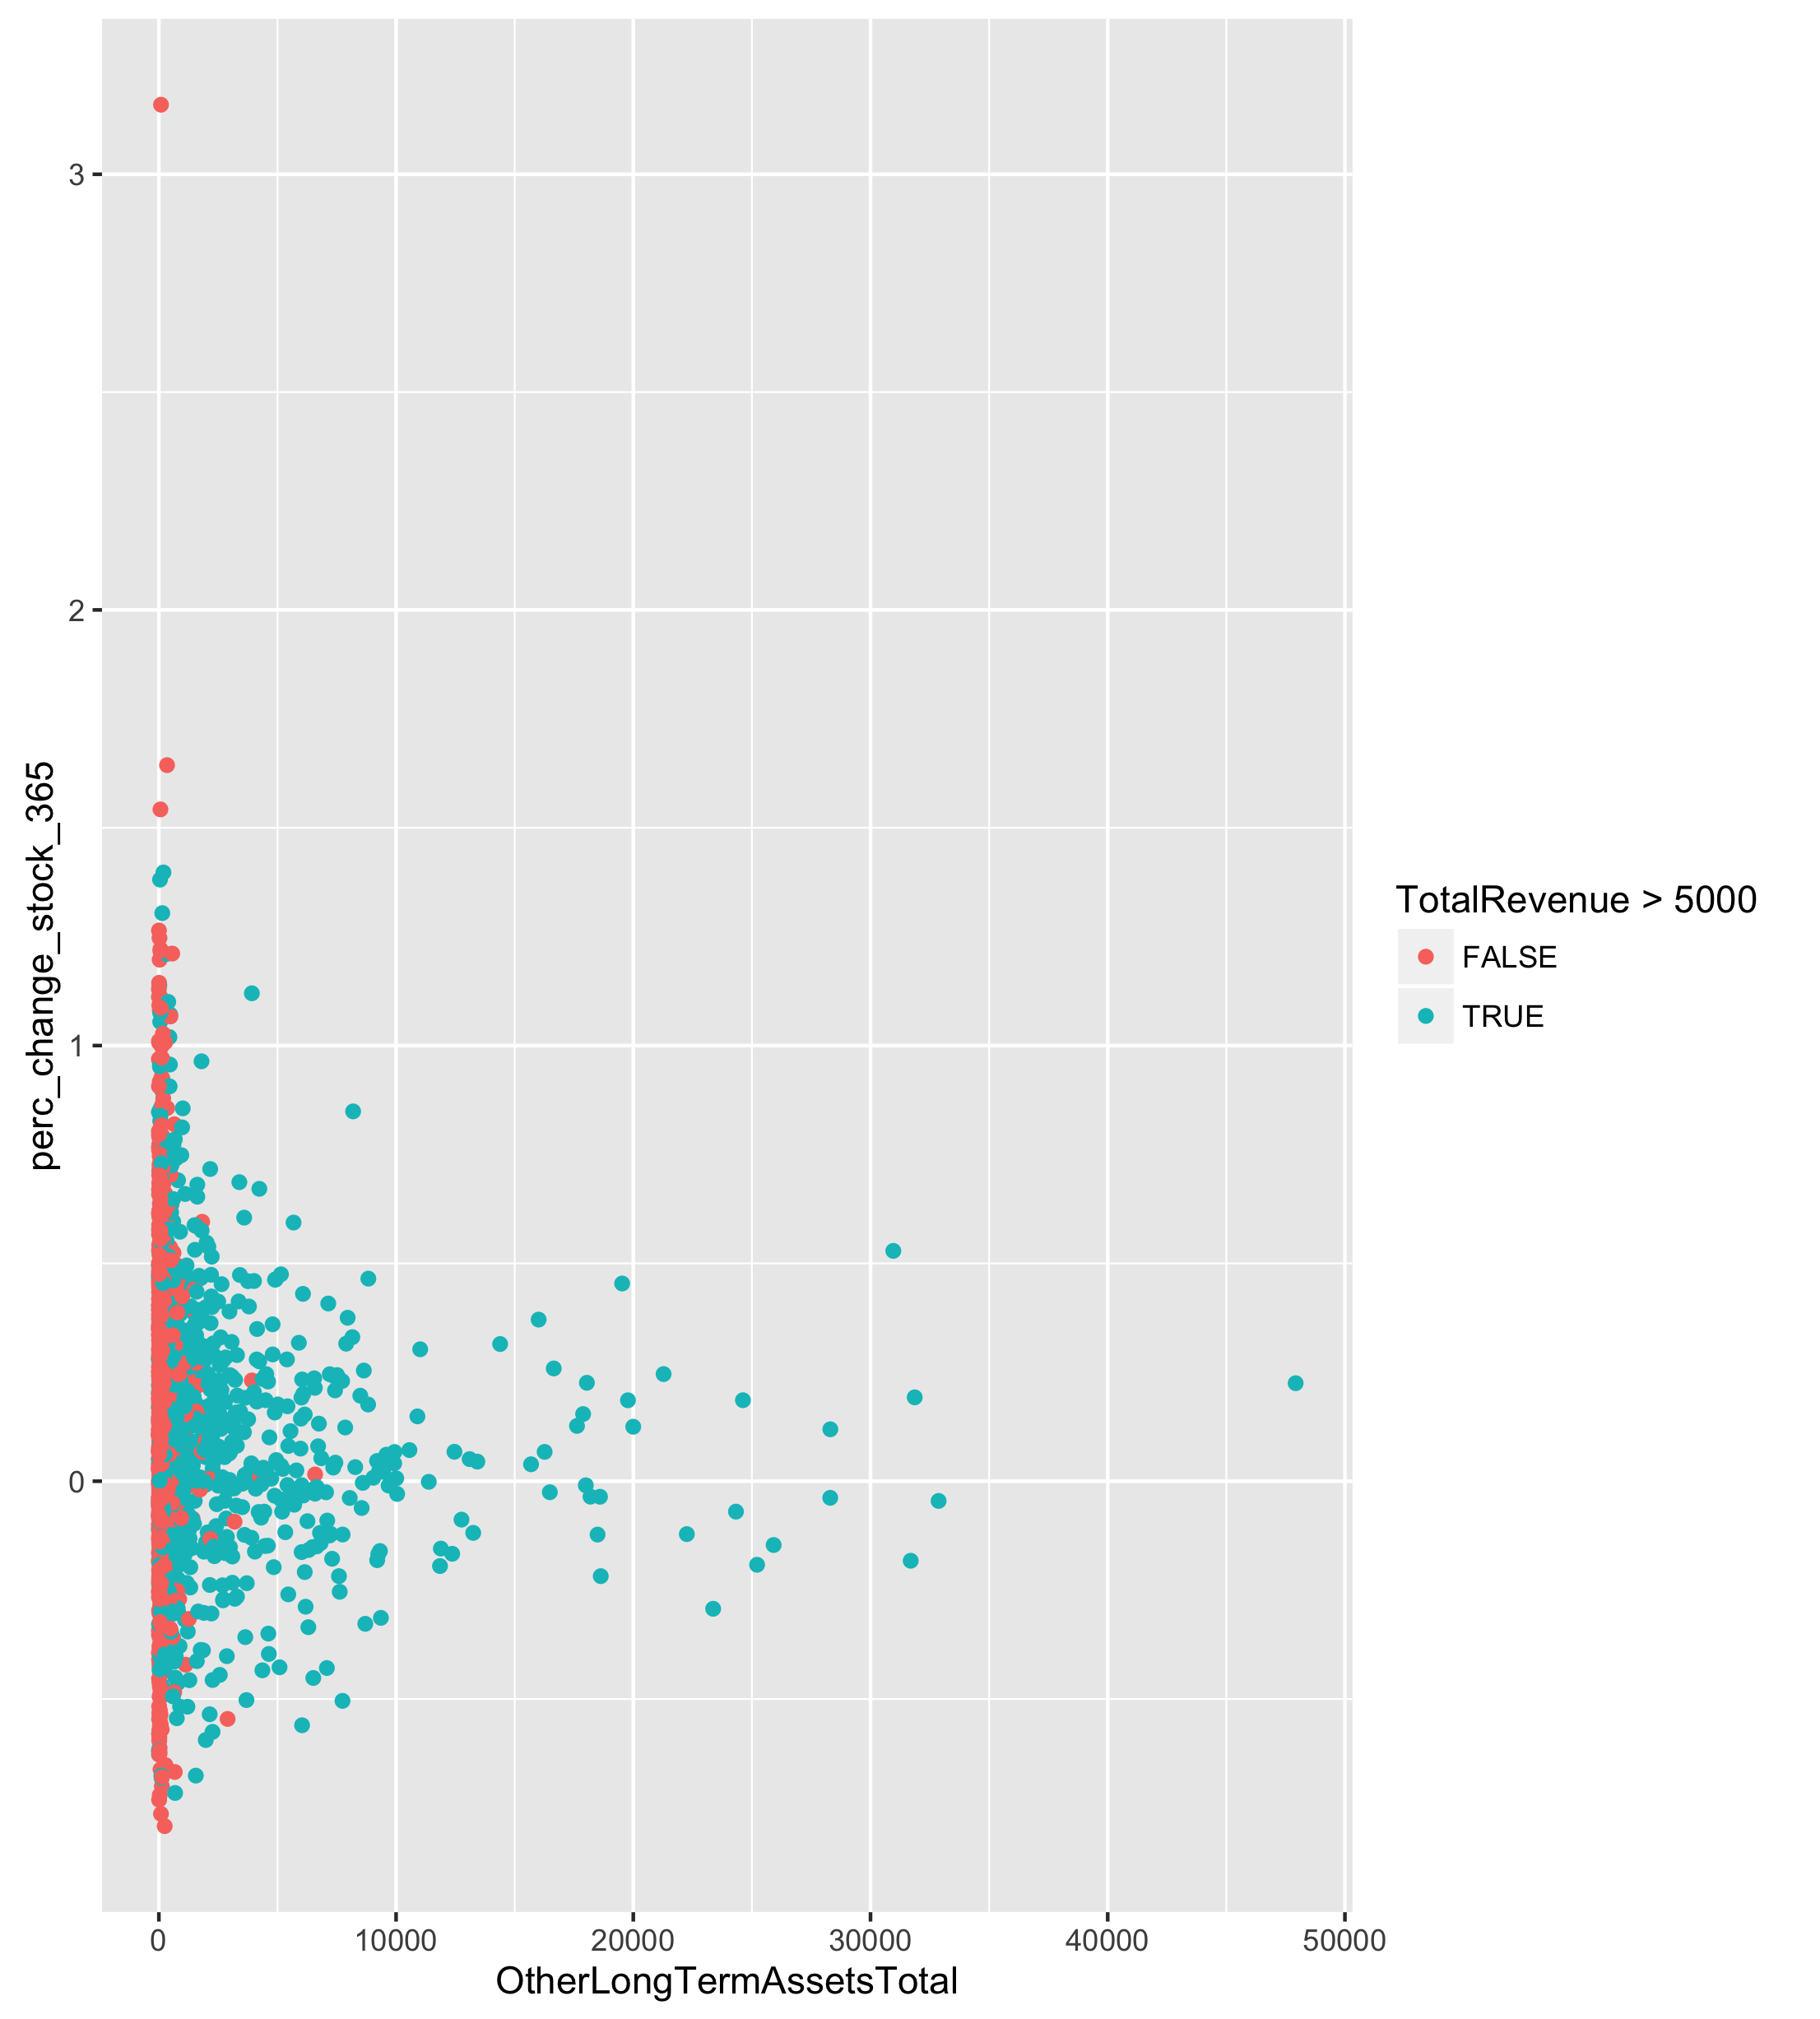 3
2
1
0
perc_change_stock_365
0 10000 20000 30000 40000 50000
OtherLongTermAssetsTotal
TotalRevenue > 5000
FALSE
TRUE